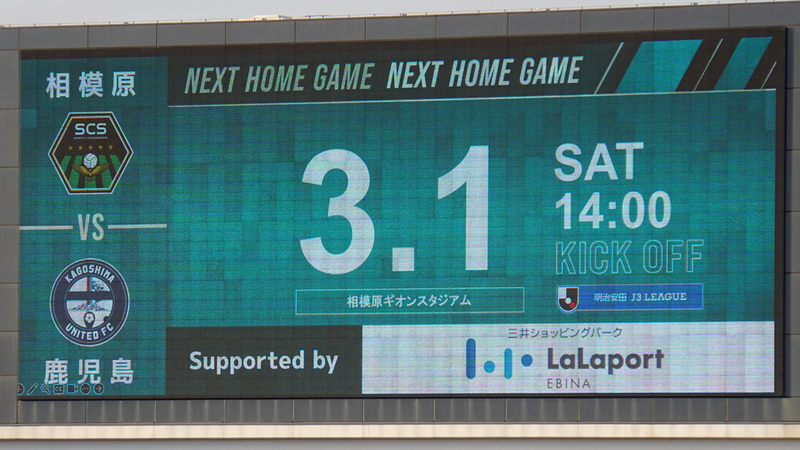 相模原
SCS
VS
KAGOSHIMA
UNITED FC
鹿児島
NEXT HOME GAME NEXT HOME GAME
3.1
SAT
14:00
KICK OFF
相模原ギオンスタジアム
明治安田 J3 LEAGUE
Supported by
三井ショッピングパーク
LaLaport
EBINA